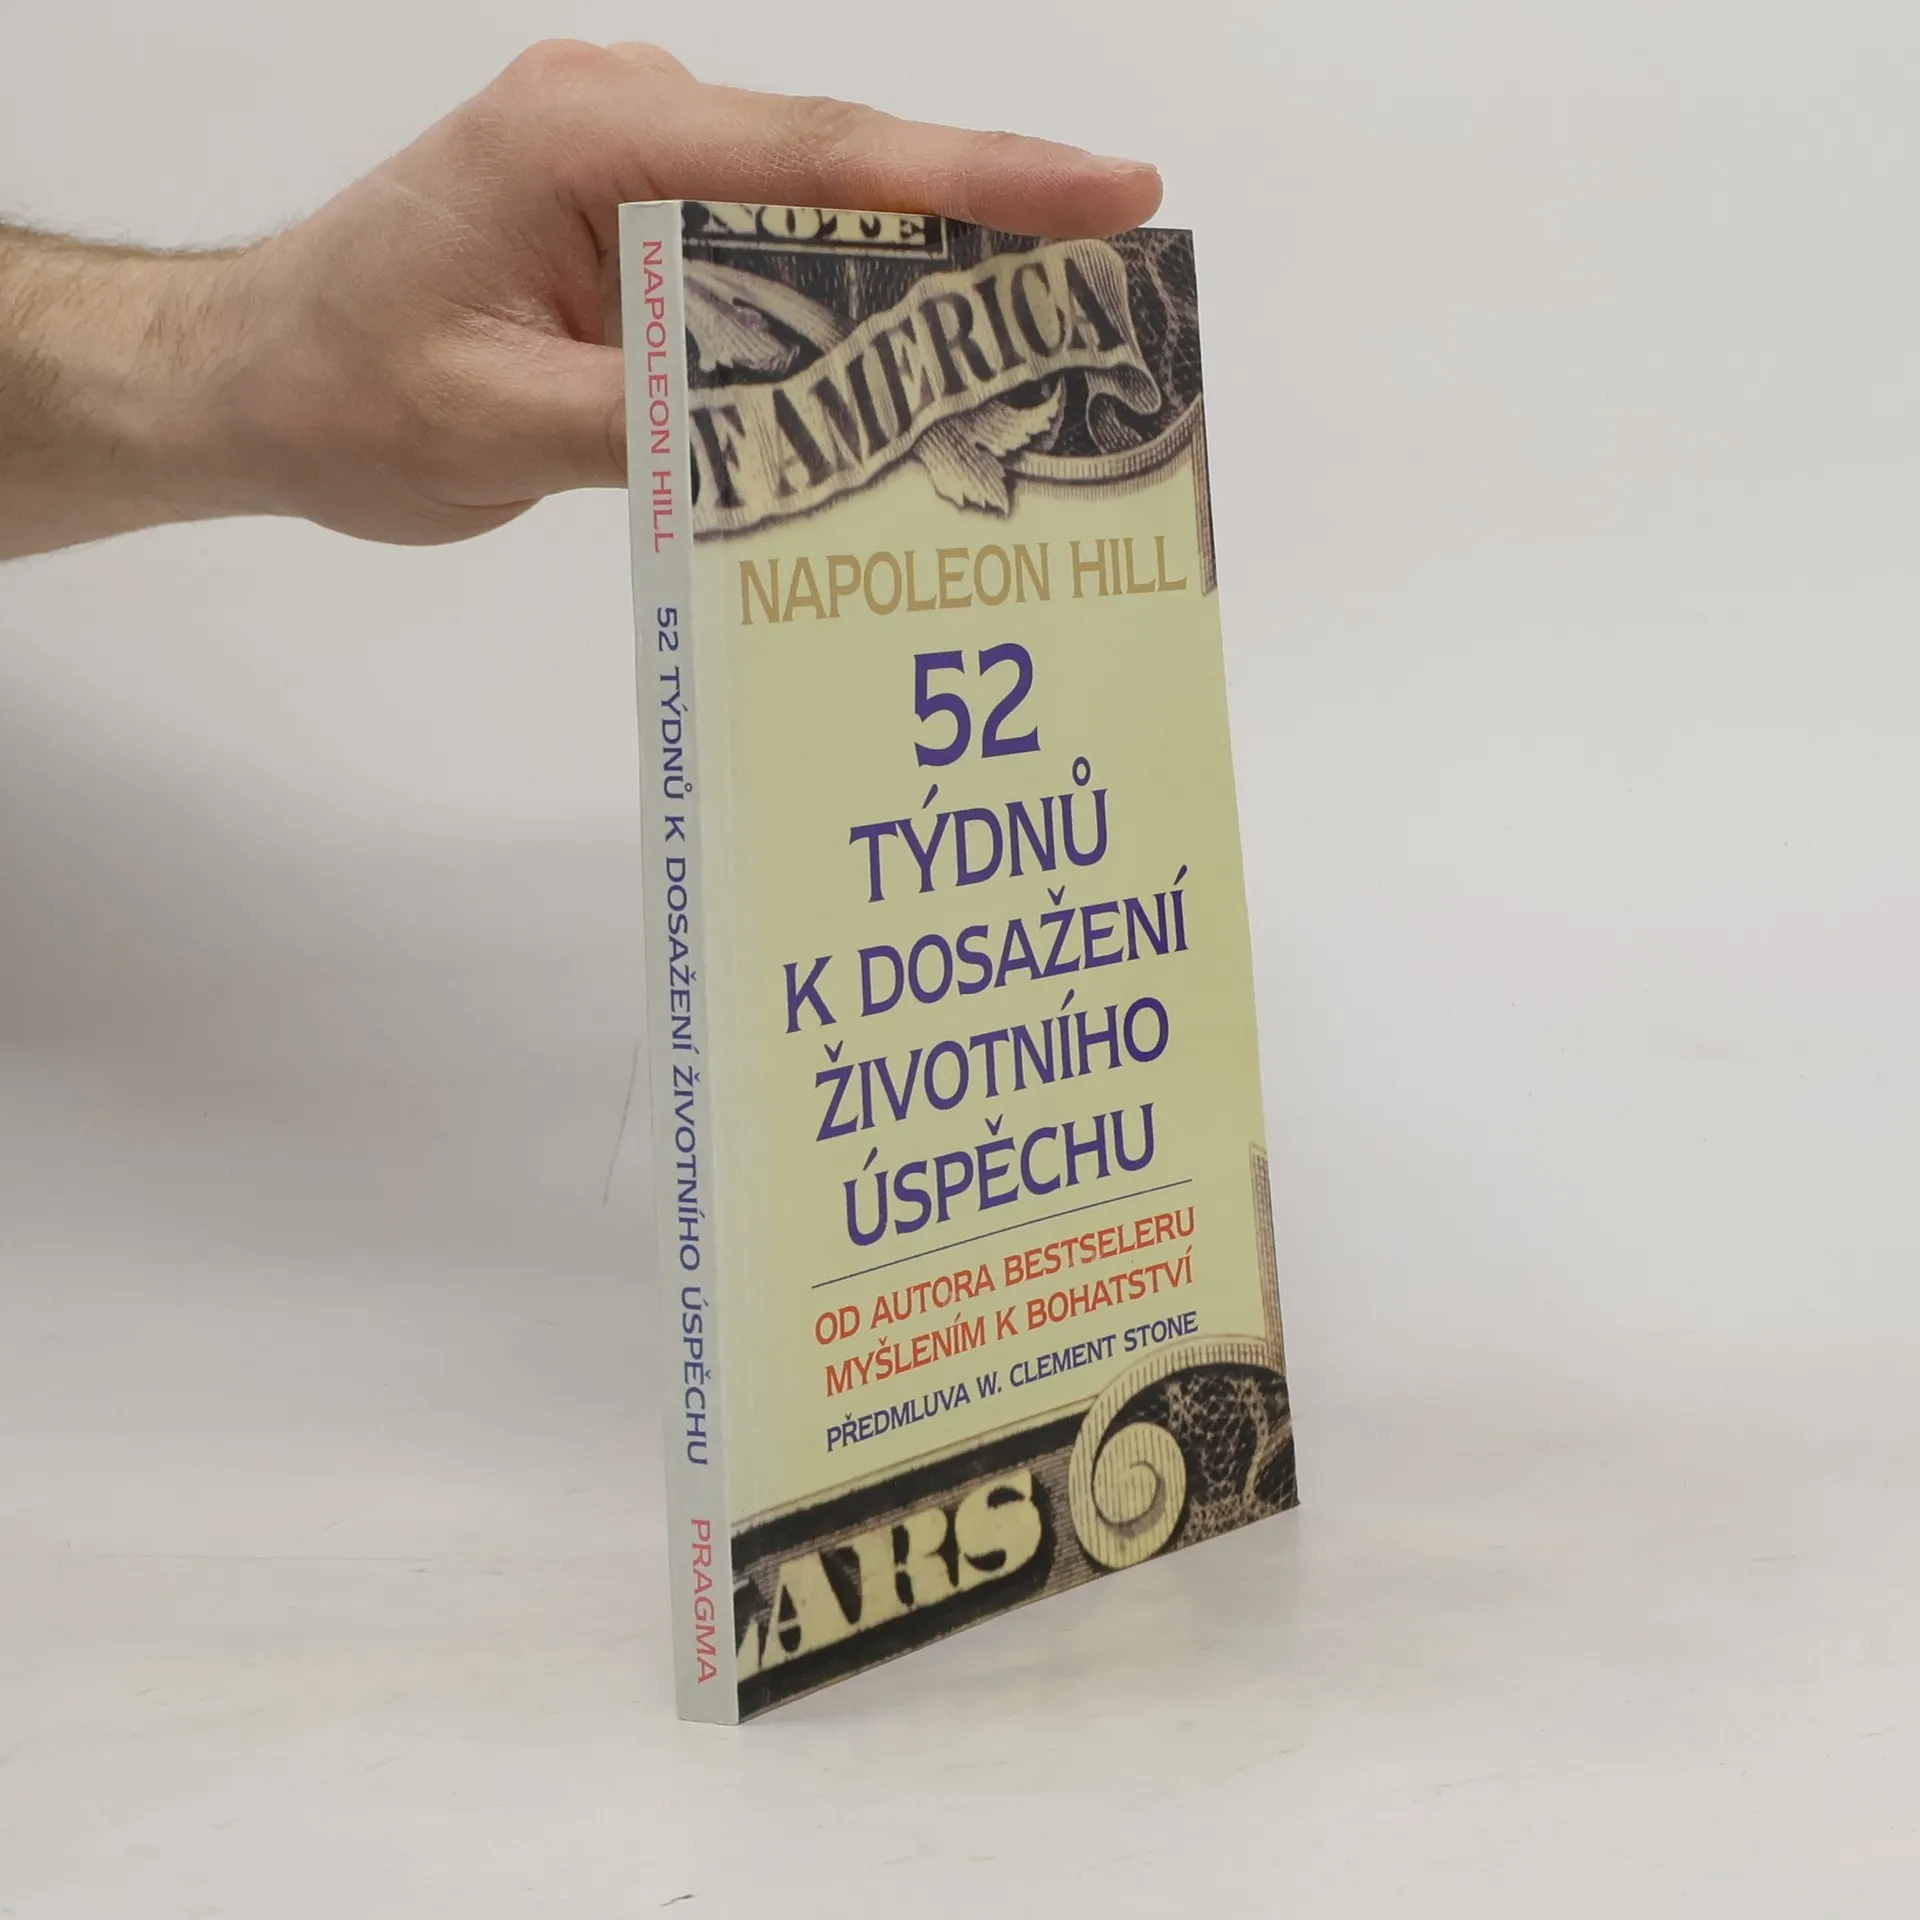 NAPOLEON HILL 52 TÝDNŮ K DOSAŽENÍ ŽIVOTNÍHO ÚSPĚCHU PRAGMA
NOTE
OF AMERICA
NAPOLEON HILL
52
TÝDNŮ
K DOSAŽENÍ
ŽIVOTNÍHO
ÚSPĚCHU
OD AUTORA BESTSELERU
MYŠLENÍM K BOHATSTVÍ
PŘEDMLUVA W. CLEMENT STONE
LARS